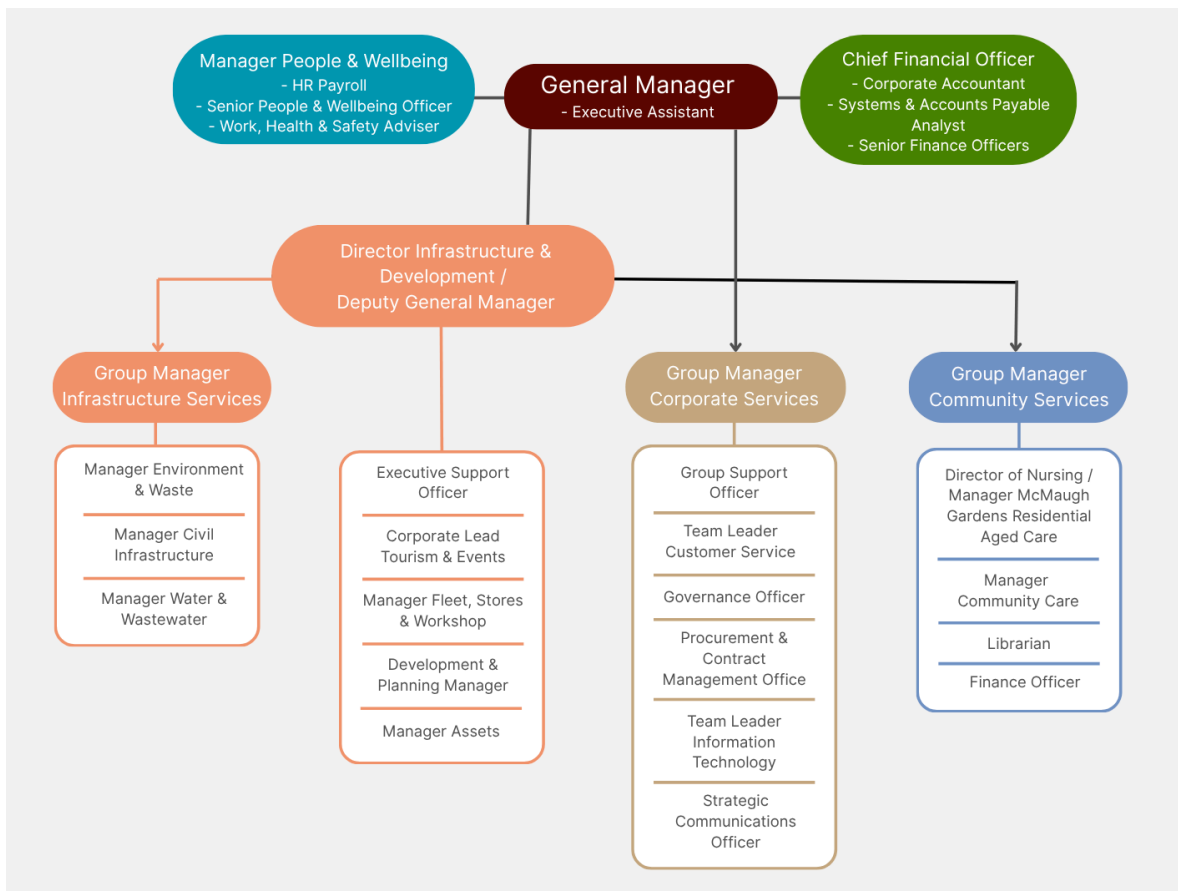 Manager People & Wellbeing
- HR Payroll
- Senior People & Wellbeing Officer
- Work, Health & Safety Adviser
General Manager
- Executive Assistant
Chief Financial Officer
- Corporate Accountant
- Systems & Accounts Payable
Analyst
- Senior Finance Officers
Director Infrastructure &
Development /
Deputy General Manager
Group Manager
Infrastructure Services
Manager Environment
& Waste
Manager Civil
Infrastructure
Manager Water &
Wastewater
Executive Support
Officer
Corporate Lead
Tourism & Events
Manager Fleet, Stores
& Workshop
Development &
Planning Manager
Manager Assets
Group Manager
Corporate Services
Group Support
Officer
Team Leader
Customer Service
Governance Officer
Procurement &
Contract
Management Office
Team Leader
Information
Technology
Strategic
Communications
Officer
Group Manager
Community Services
Director of Nursing /
Manager McMaugh
Gardens Residential
Aged Care
Manager
Community Care
Librarian
Finance Officer